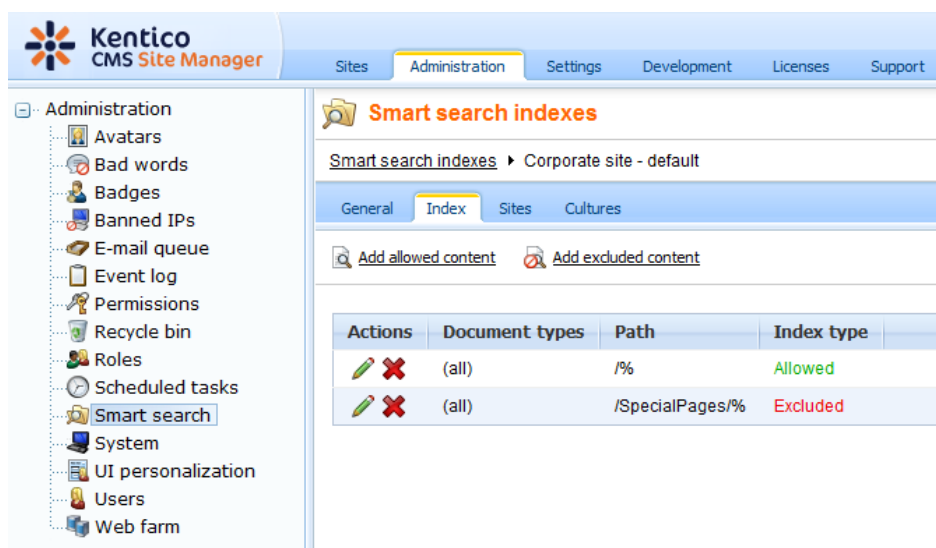 Kentico
CMS Site Manager
Sites Administration Settings Development Licenses Support
Administration
Avatars
Bad words
Badges
Banned IPs
E-mail queue
Event log
Permissions
Recycle bin
Roles
Scheduled tasks
Smart search
System
UI personalization
Users
Web farm
Smart search indexes
Smart search indexes Corporate site - default
General Index Sites Cultures
Add allowed content Add excluded content
Actions Document types Path Index type
(all) /% Allowed
(all) /SpecialPages/% Excluded